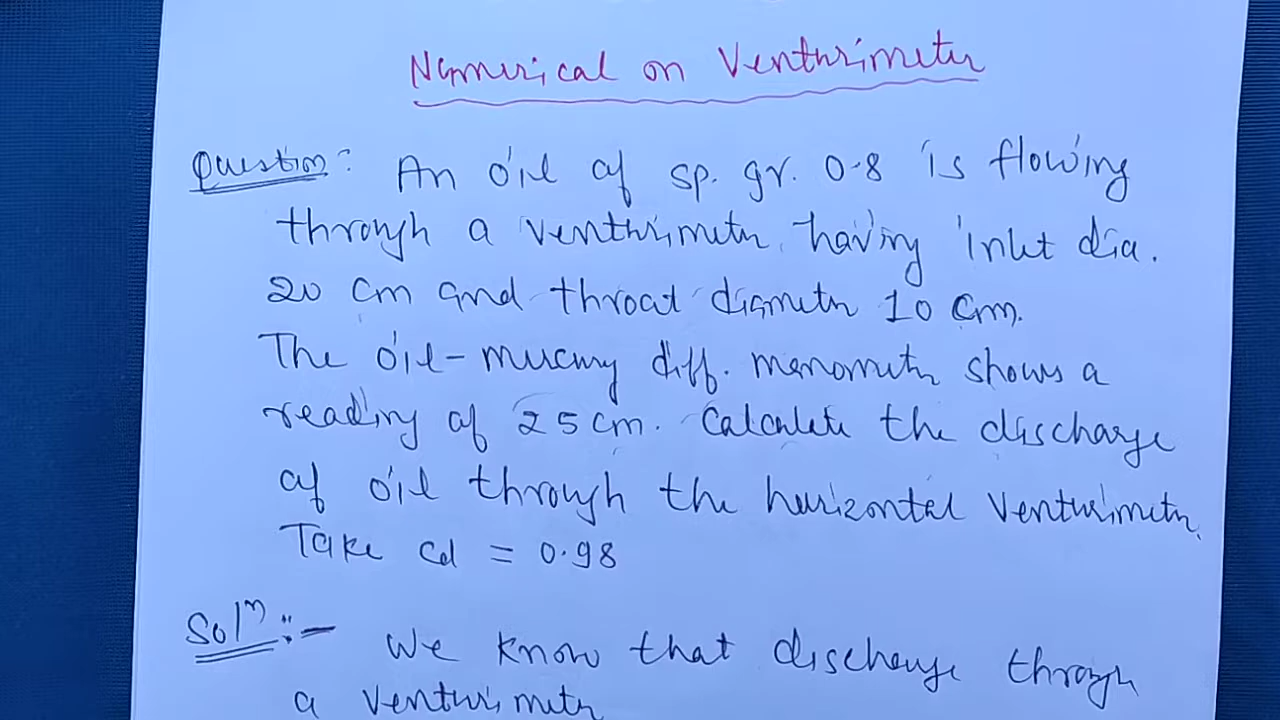 Numerical on Venturimeter
Question: An oil of sp. gr. 0.8 is flowing
through a venturimeter, having inlet dia.
20 cm and throat diameter 10 cm.
The oil-mercury diff. manometer shows a
reading of 25 cm. Calculate the discharge
of oil through the horizontal venturimeter.
Take cd = 0.98
Solⁿ:- We know that discharge through
a venturimeter